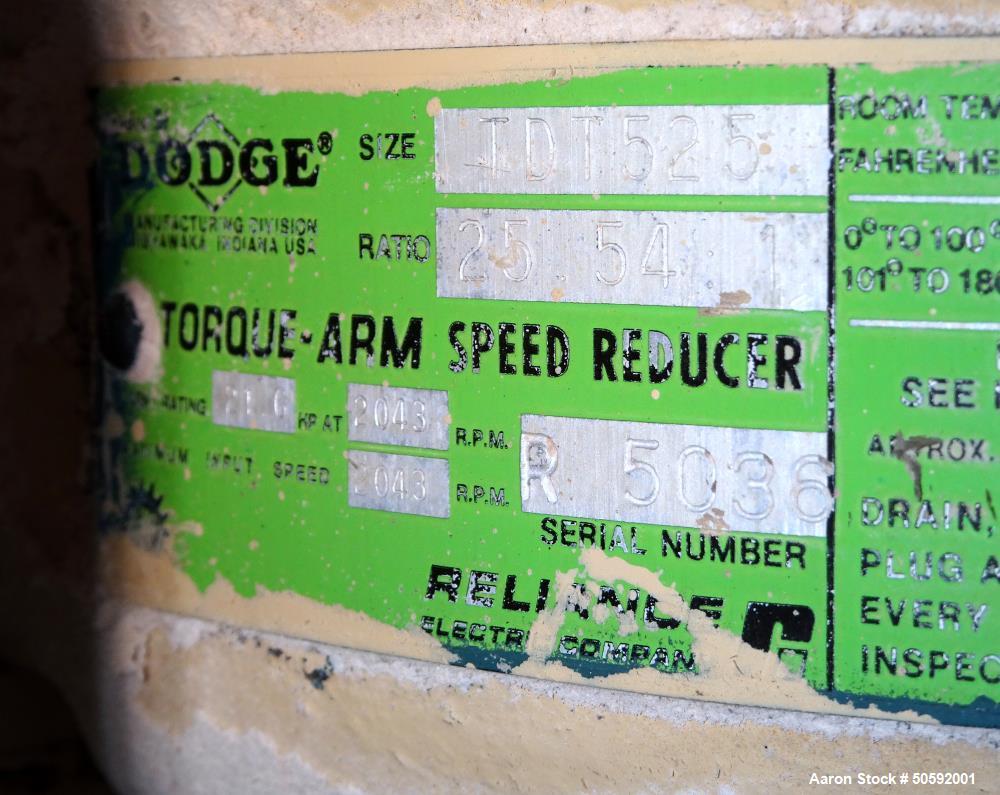 DODGE®
MANUFACTURING DIVISION
INDIANA USA
SIZE TDT525
RATIO 25.54 1
TORQUE-ARM SPEED REDUCER
RATING HP AT 2043 R.P.M.
INPUT SPEED 2043 R.P.M.
R 5036
SERIAL NUMBER
RELIANCE
ELECTRIC COMPANY
ROOM TEM
FAHRENHE
0° TO 100°
101° TO 18
SEE
APPROX.
DRAIN,
PLUG A
EVERY
INSPEC
Aaron Stock # 50592001